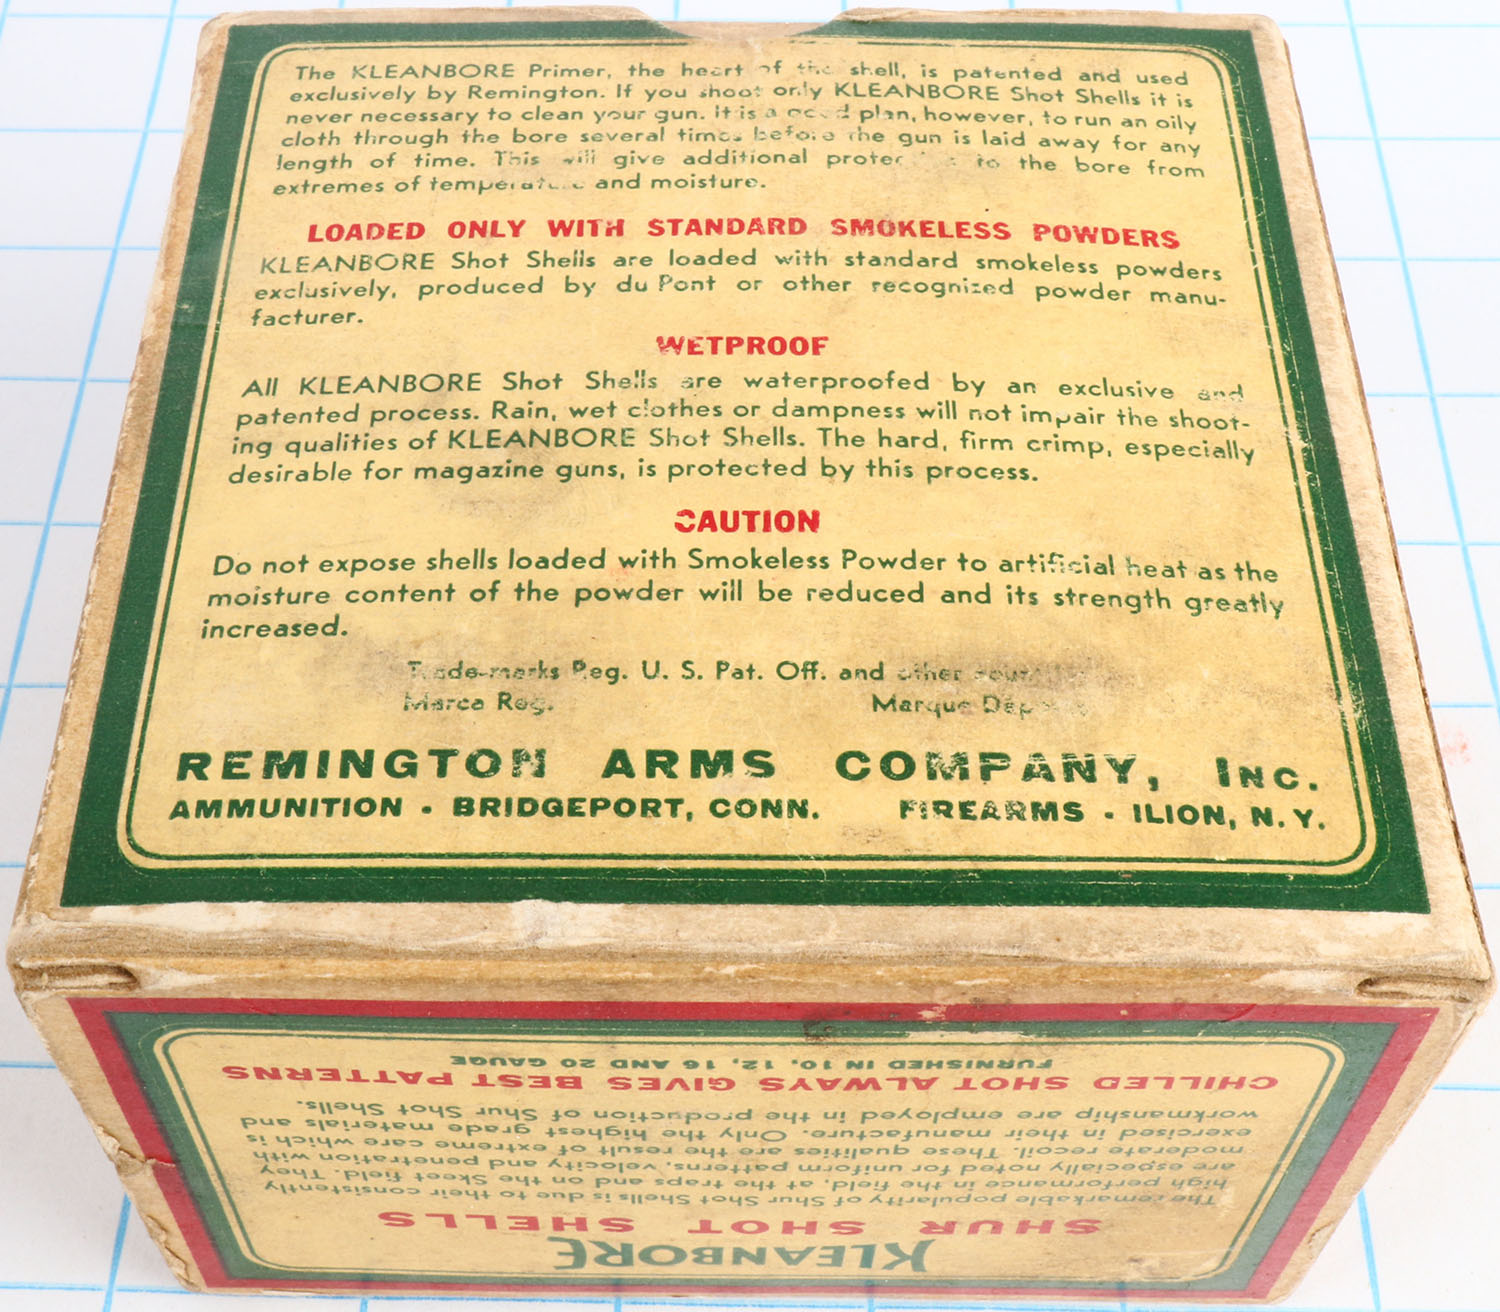 The KLEANBORE Primer, the heart of the shell, is patented and used
exclusively by Remington. If you shoot only KLEANBORE Shot Shells it is
never necessary to clean your gun. It is a good plan, however, to run an oily
cloth through the bore several times before the gun is laid away for any
length of time. This will give additional protection to the bore from
extremes of temperature and moisture.
LOADED ONLY WITH STANDARD SMOKELESS POWDERS
KLEANBORE Shot Shells are loaded with standard smokeless powders
exclusively, produced by du Pont or other recognized powder manu-
facturer.
WETPROOF
All KLEANBORE Shot Shells are waterproofed by an exclusive and
patented process. Rain, wet clothes or dampness will not impair the shoot-
ing qualities of KLEANBORE Shot Shells. The hard, firm crimp, especially
desirable for magazine guns, is protected by this process.
CAUTION
Do not expose shells loaded with Smokeless Powder to artificial heat as the
moisture content of the powder will be reduced and its strength greatly
increased.
Trade-marks Reg. U. S. Pat. Off. and other
Marca Reg. Marque
REMINGTON ARMS COMPANY, INC.
AMMUNITION · BRIDGEPORT, CONN. FIREARMS · ILION, N. Y.
KLEANBORE
SHUR SHOT SHELLS
The remarkable popularity of Shur Shot Shells is due to their consistently
high performance in the field, at the traps and on the Skeet field. They
are especially noted for uniform patterns, velocity and penetration with
moderate recoil. These qualities are the result of extreme care which is
exercised in their manufacture. Only the highest grade materials and
workmanship are employed in the production of Shur Shot Shells.
CHILLED SHOT ALWAYS GIVES BEST PATTERNS
FURNISHED IN 10, 12, 16 AND 20 GAUGE